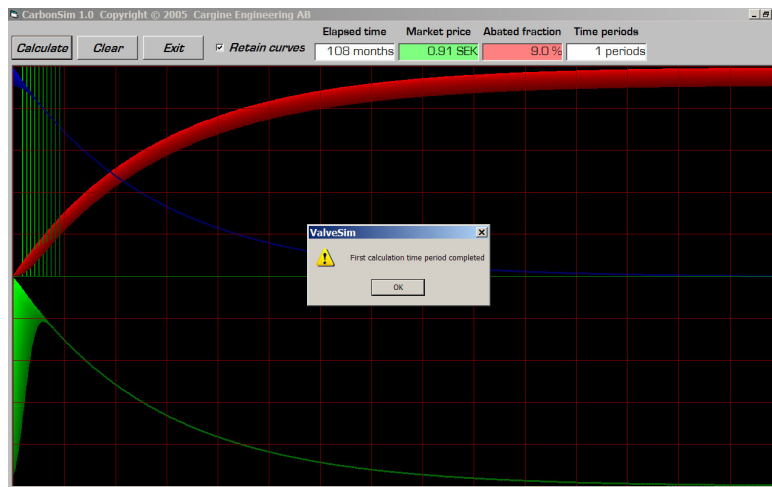 CarbonSim 1.0 Copyright © 2005 Cargine Engineering AB
Elapsed time Market price Abated fraction Time periods
Calculate Clear Exit Retain curves 108 months 0.91 SEK 9.0 % 1 periods
ValveSim
First calculation time period completed
OK